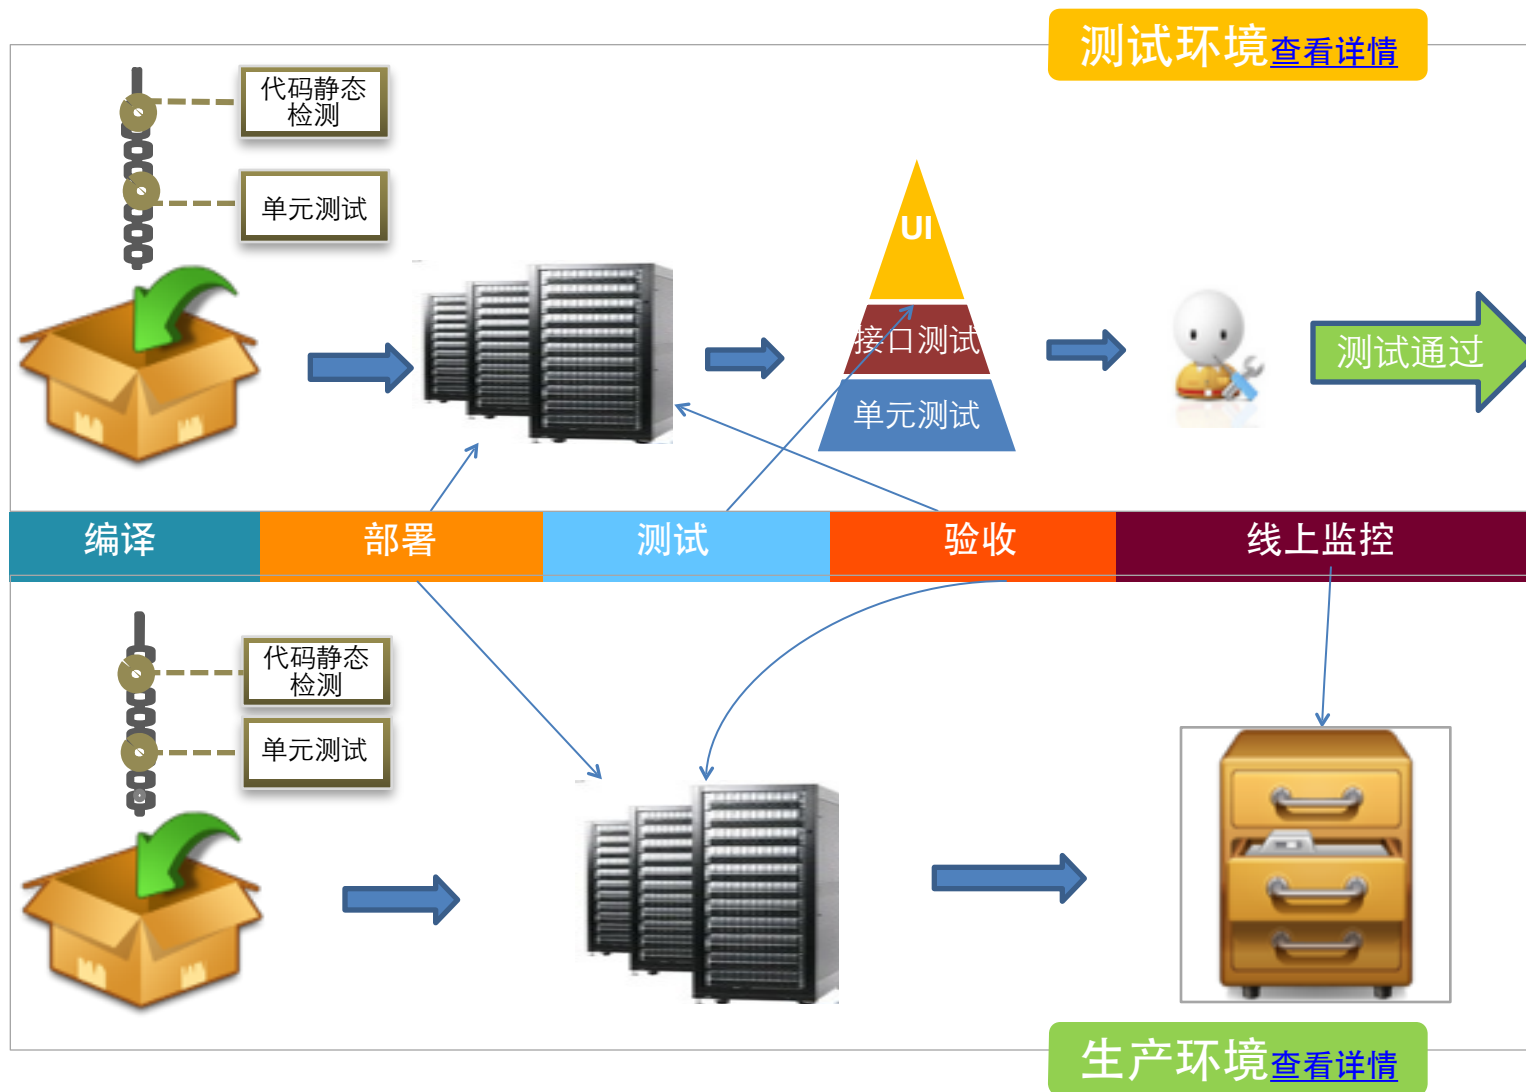 测试环境查看详情
代码静态
检测
单元测试
UI
接口测试
单元测试
测试通过
编译
部署
测试
验收
线上监控
代码静态
检测
单元测试
生产环境查看详情